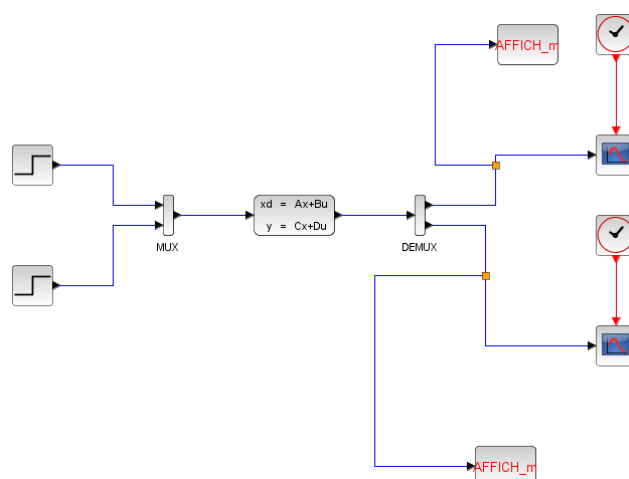 AFFICH_m
xd = Ax+Bu
y = Cx+Du
MUX
DEMUX
AFFICH_m